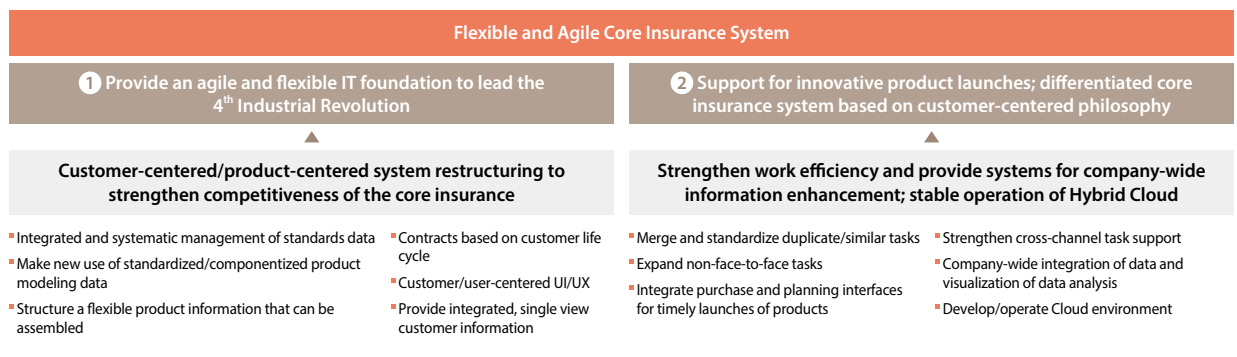 Flexible and Agile Core Insurance System
1 Provide an agile and flexible IT foundation to lead the
4th Industrial Revolution
Customer-centered/product-centered system restructuring to
strengthen competitiveness of the core insurance
Integrated and systematic management of standards data
Make new use of standardized/componentized product
modeling data
Structure a flexible product information that can be
assembled
Contracts based on customer life
cycle
Customer/user-centered UI/UX
Provide integrated, single view
customer information
2 Support for innovative product launches; differentiated core
insurance system based on customer-centered philosophy
Strengthen work efficiency and provide systems for company-wide
information enhancement; stable operation of Hybrid Cloud
Merge and standardize duplicate/similar tasks
Expand non-face-to-face tasks
Integrate purchase and planning interfaces
for timely launches of products
Strengthen cross-channel task support
Company-wide integration of data and
visualization of data analysis
Develop/operate Cloud environment